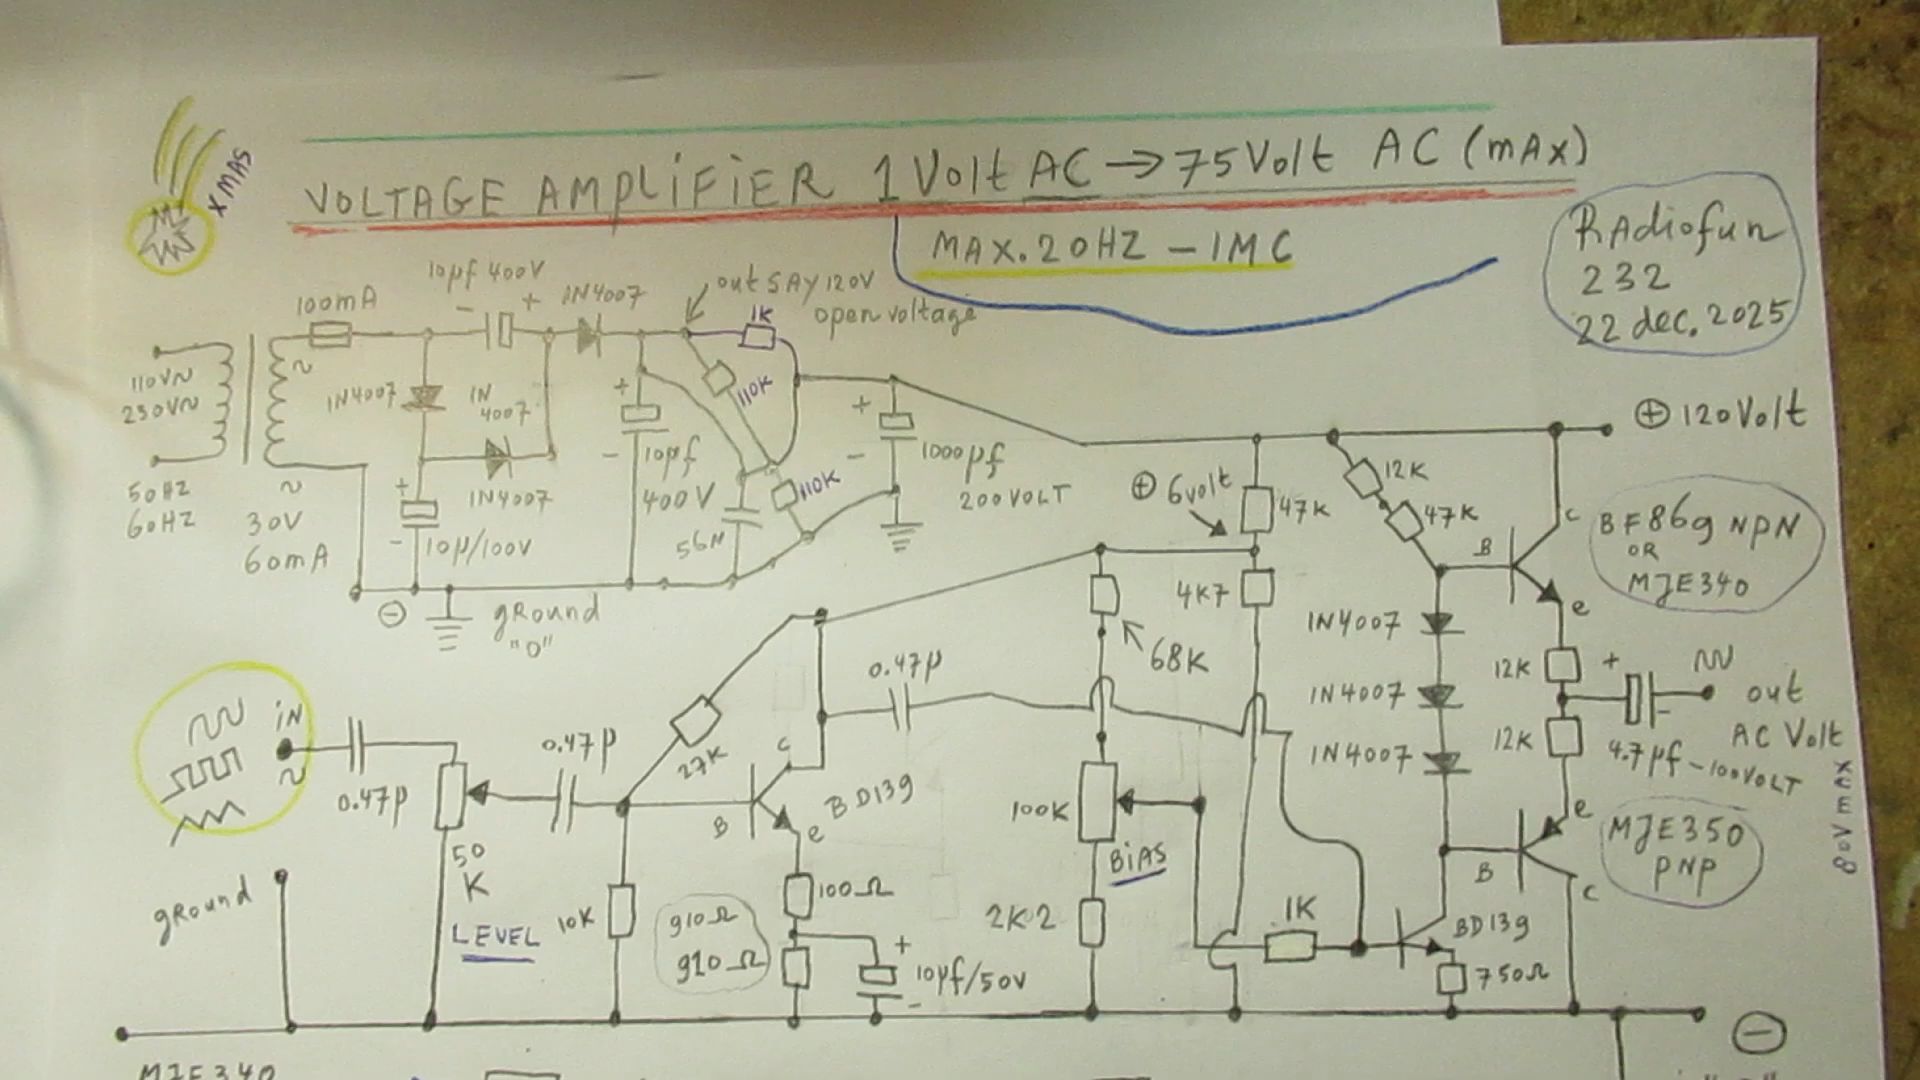 XMAS
VOLTAGE AMPLIFIER 1 Volt AC → 75 Volt AC (MAX)
MAX. 20HZ - 1MC
RAdiofun
232
22 dec. 2025
10µf 400V
100mA
1N4007
out SAY 120V
open voltage
1K
110K
110V~
230V~
50HZ
60HZ
~
~
30V
60mA
1N4007
1N
4007
1N4007
+
-
10µ/100V
+
-
10µf
400V
56N
110K
+
-
1000µf
200VOLT
⊖
gRound
"0"
⊕ 120Volt
⊕ 6volt
47K
12K
47K
4K7
68K
B
C
e
BF869 NPN
OR
MJE340
1N4007
1N4007
1N4007
12K
12K
+
-
out
AC Volt
4.7µf - 100VOLT
80V max
e
B
C
MJE350
PNP
iN
~
0.47µ
50
K
LEVEL
0.47µ
27K
0.47µ
C
B
e
BD139
gRound
10K
100Ω
910Ω
910Ω
+
10µf/50V
-
100K
BiAS
2K2
1K
BD139
750Ω
⊖
MJE340